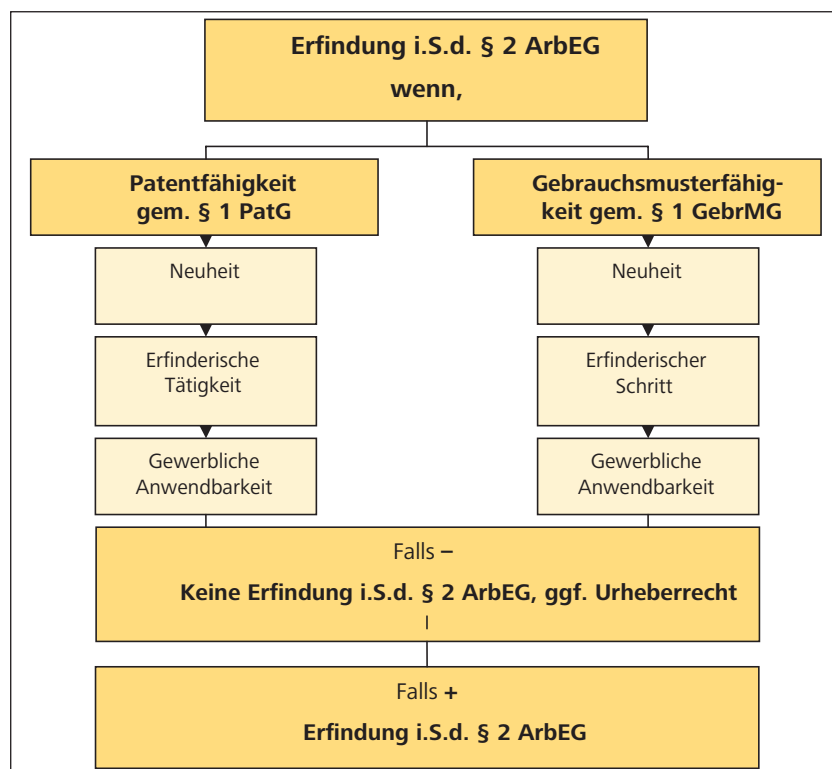 Erfindung i.S.d. § 2 ArbEG
wenn,
Patentfähigkeit
gem. § 1 PatG
Gebrauchsmusterfähig-
keit gem. § 1 GebrMG
Neuheit
Neuheit
Erfinderische
Tätigkeit
Erfinderischer
Schritt
Gewerbliche
Anwendbarkeit
Gewerbliche
Anwendbarkeit
Falls –
Keine Erfindung i.S.d. § 2 ArbEG, ggf. Urheberrecht
Falls +
Erfindung i.S.d. § 2 ArbEG